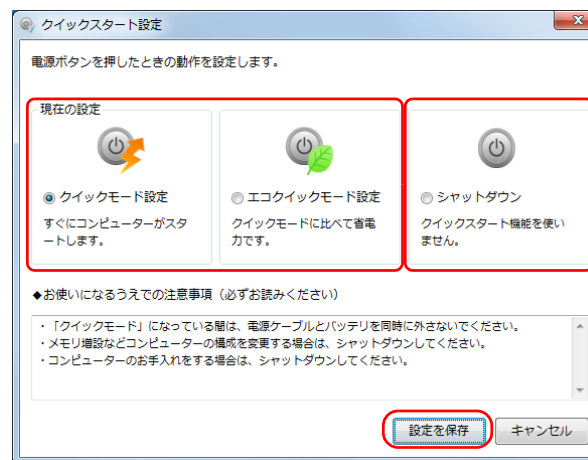 クイックスタート設定
電源ボタンを押したときの動作を設定します。
現在の設定
クイックモード設定
すぐにコンピューターがスタ
ートします。
エコクイックモード設定
クイックモードに比べて省電
力です。
シャットダウン
クイックスタート機能を使い
ません。
◆お使いになるうえでの注意事項（必ずお読みください）
・「クイックモード」になっている間は、電源ケーブルとバッテリを同時に外さないでください。
・メモリ増設などコンピューターの構成を変更する場合は、シャットダウンしてください。
・コンピューターのお手入れをする場合は、シャットダウンしてください。
設定を保存
キャンセル